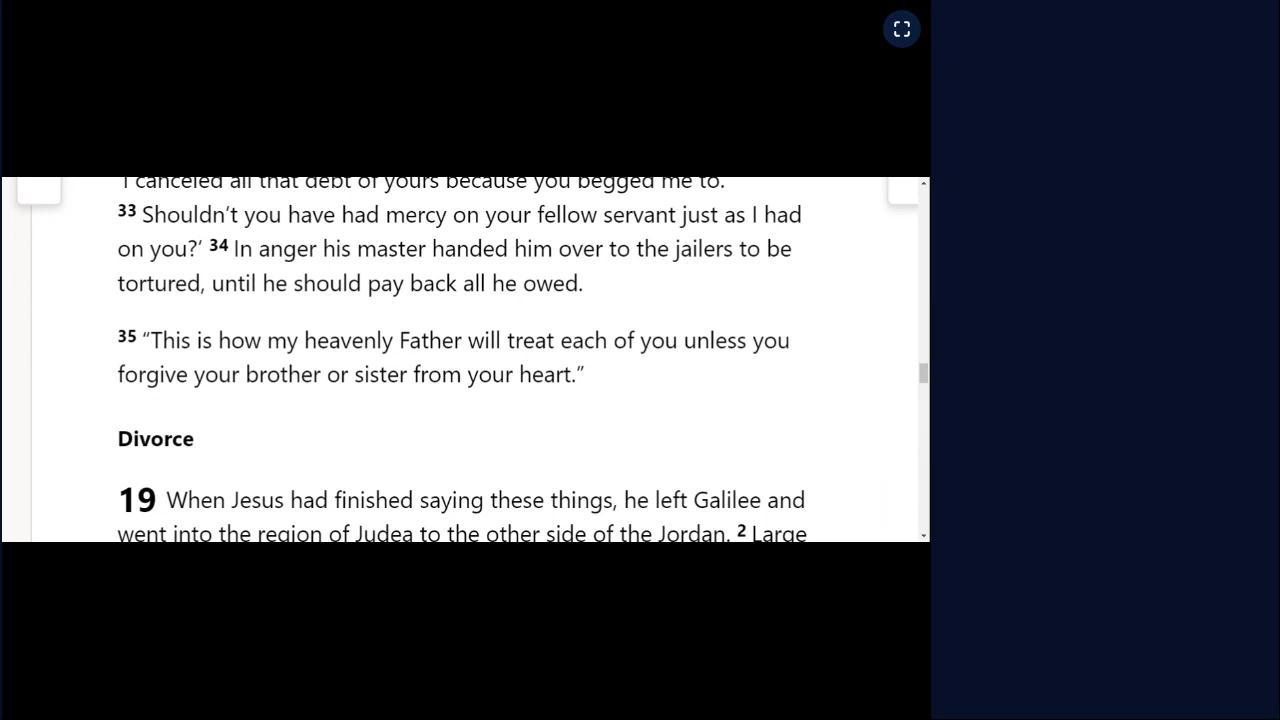 'I canceled all that debt of yours because you begged me to.
33 Shouldn't you have had mercy on your fellow servant just as I had
on you?' 34 In anger his master handed him over to the jailers to be
tortured, until he should pay back all he owed.
35 “This is how my heavenly Father will treat each of you unless you
forgive your brother or sister from your heart.”
Divorce
19 When Jesus had finished saying these things, he left Galilee and
went into the region of Judea to the other side of the Jordan. 2 Large